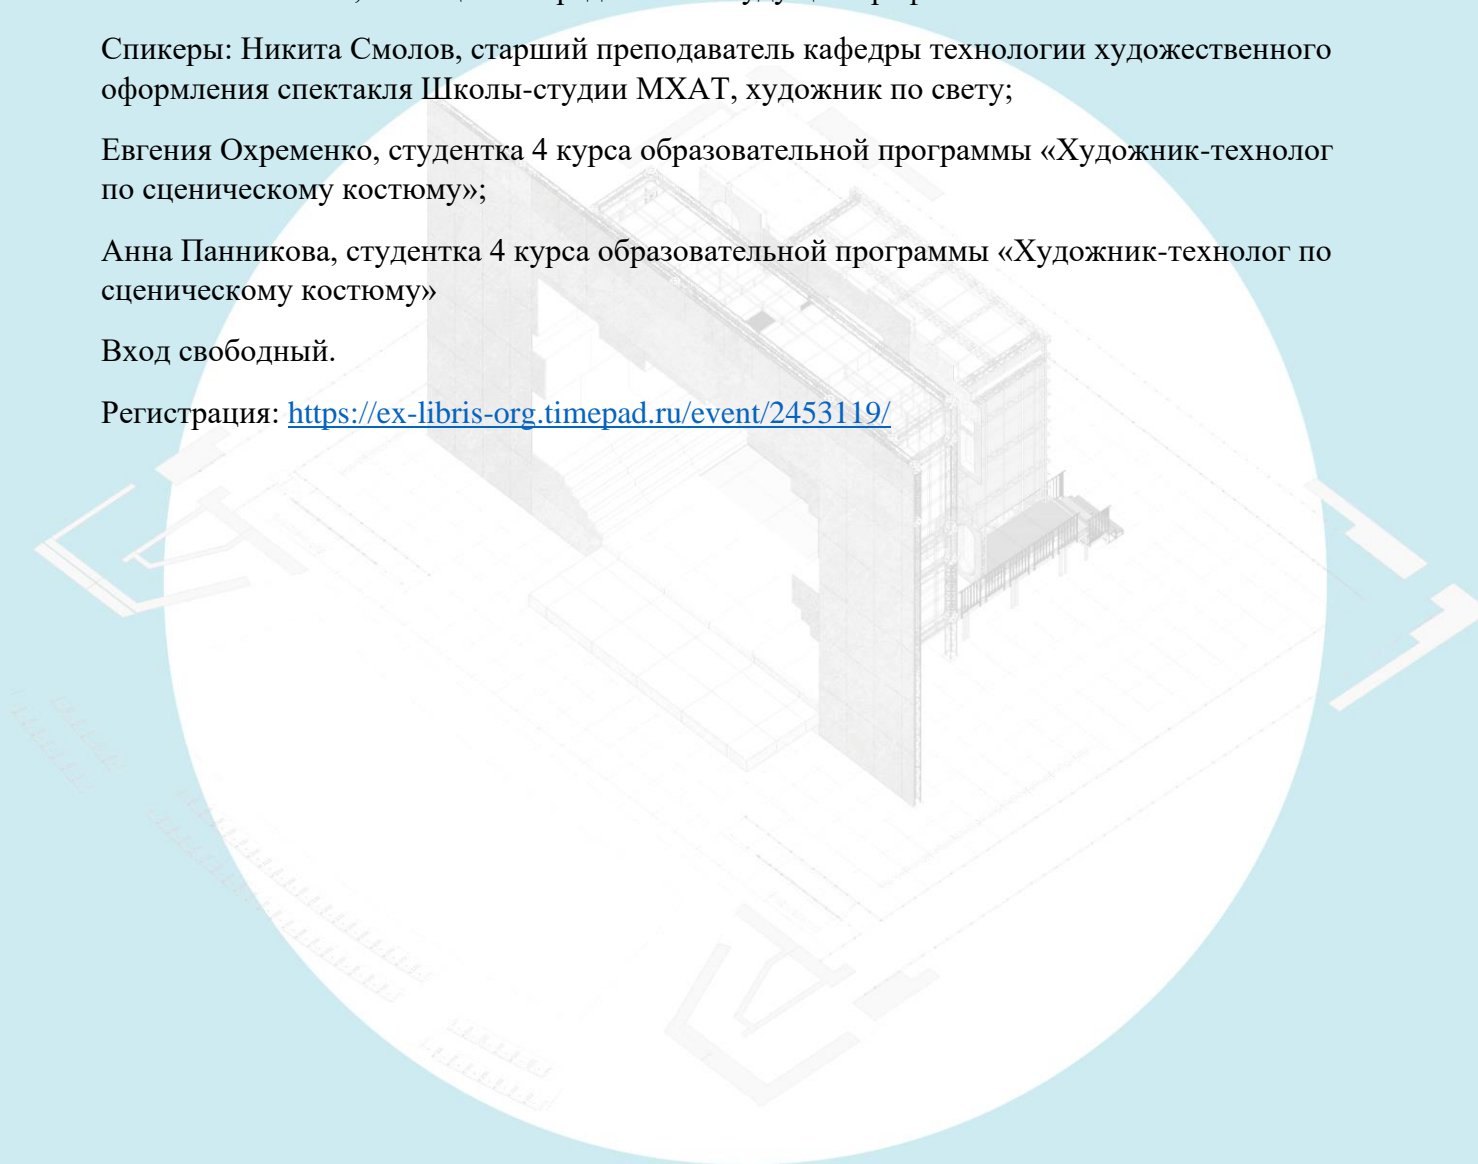 Спикеры: Никита Смолов, старший преподаватель кафедры технологии художественного
оформления спектакля Школы-студии МХАТ, художник по свету;
Евгения Охременко, студентка 4 курса образовательной программы «Художник-технолог
по сценическому костюму»;
Анна Панникова, студентка 4 курса образовательной программы «Художник-технолог по
сценическому костюму»
Вход свободный.
Регистрация: https://ex-libris-org.timepad.ru/event/2453119/